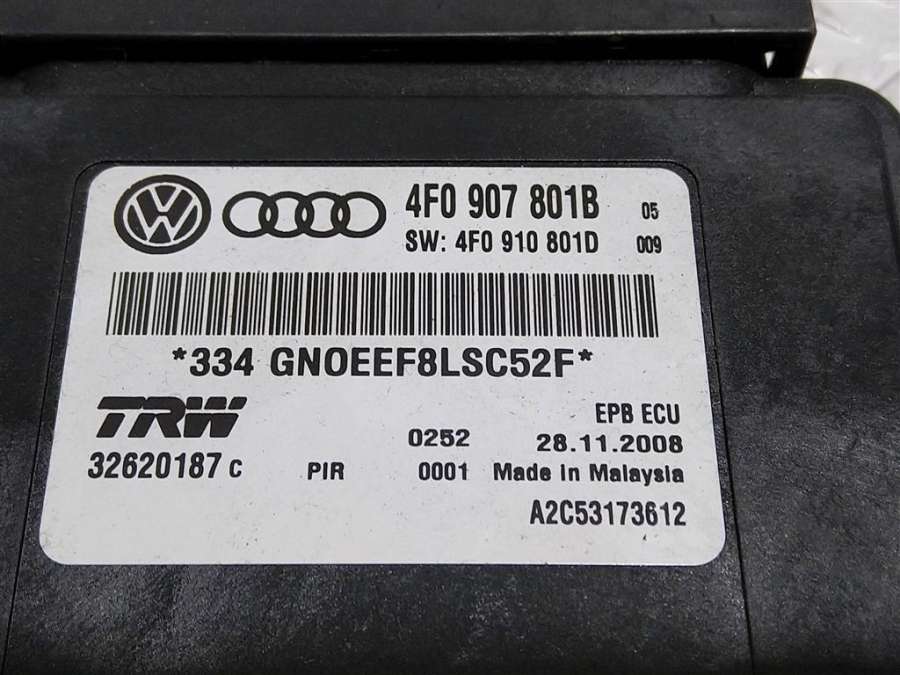 4F0 907 801B 05
SW: 4F0 910 801D 009
*334 GNOEEF8LSC52F*
TRW EPB ECU
0252 28.11.2008
32620187 C PIR 0001 Made in Malaysia
A2C53173612